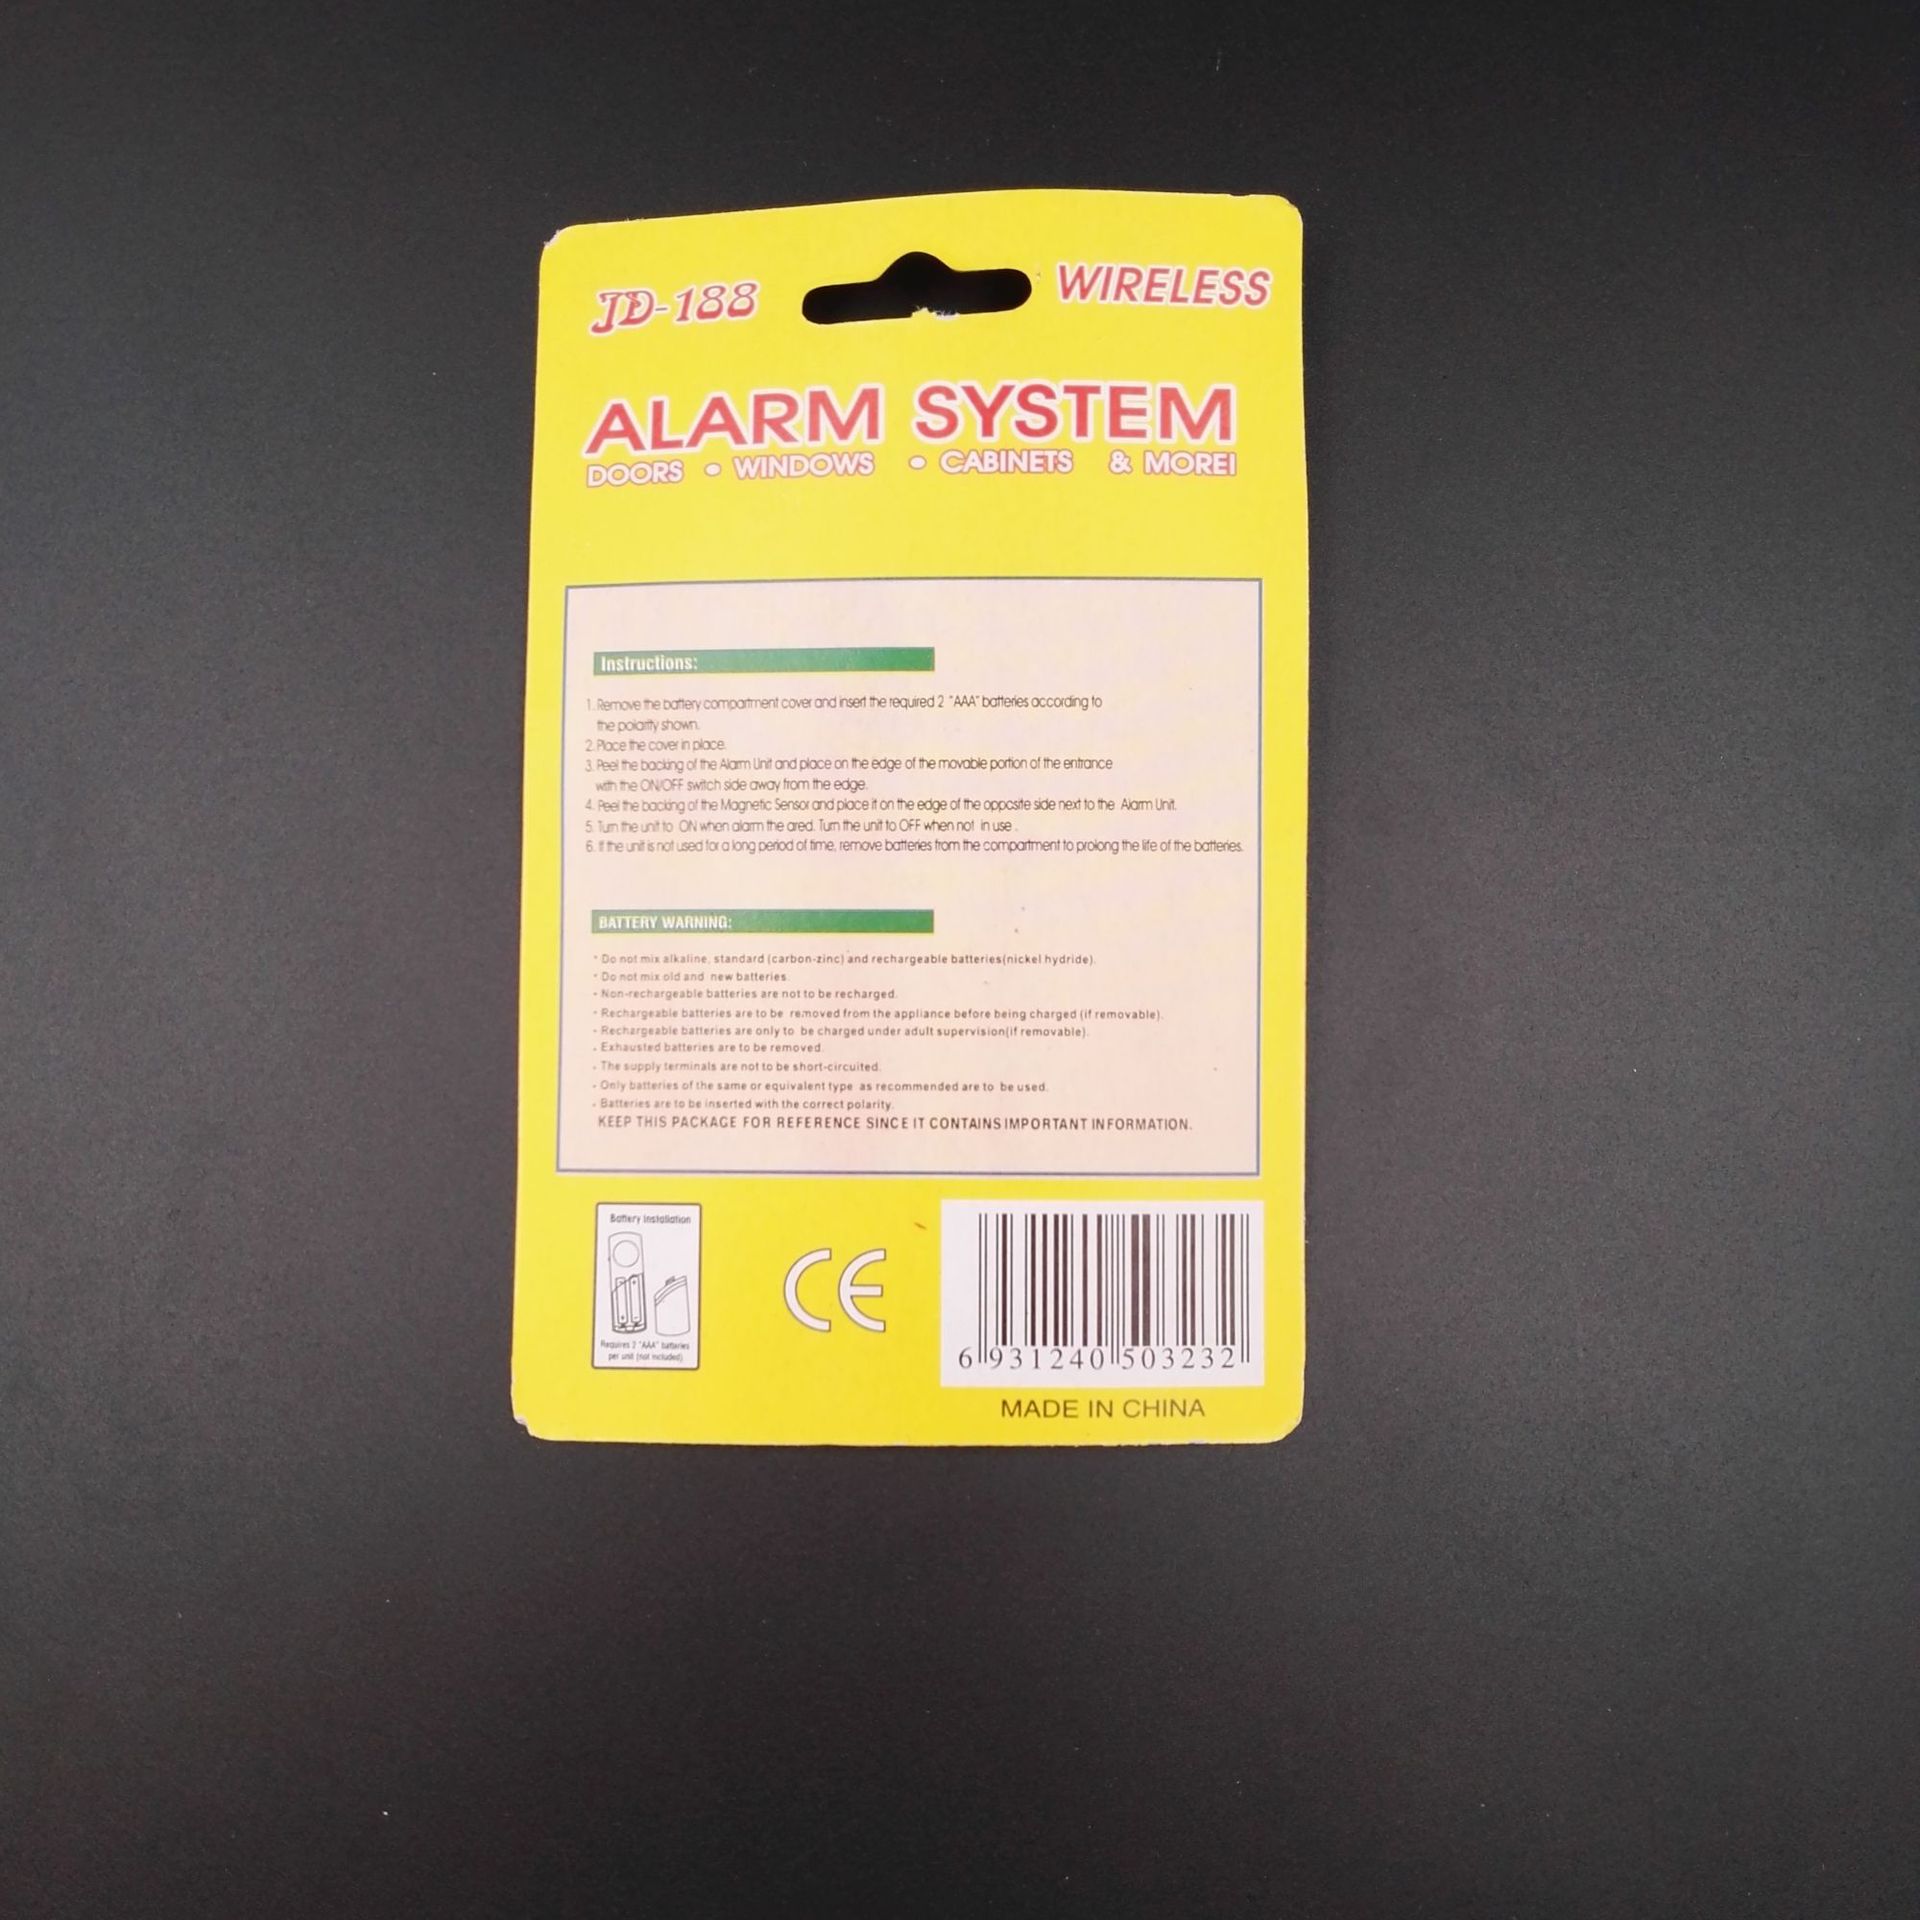 JD-188 WIRELESS
ALARM SYSTEM
DOORS • WINDOWS • CABINETS & MORE!
Instructions:
1. Remove the battery compartment cover and insert the required 2 "AAA" batteries according to
the polarity shown.
2. Place the cover in place.
3. Peel the backing of the Alarm Unit and place on the edge of the movable portion of the entrance
with the ON/OFF switch side away from the edge.
4. Peel the backing of the Magnetic Sensor and place it on the edge of the oppcsite side next to the Alarm Unit.
5. Turn the unit to ON when alarm the ared. Turn the unit to OFF when not in use .
6. If the unit is not used for a long period of time, remove batteries from the compartment to prolong the life of the batteries.
BATTERY WARNING:
• Do not mix alkaline, standard (carbon-zinc) and rechargeable batteries(nickel hydride).
• Do not mix old and new batteries.
• Non-rechargeable batteries are not to be recharged.
• Rechargeable batteries are to be removed from the appliance before being charged (if removable).
• Rechargeable batteries are only to be charged under adult supervision(if removable).
• Exhausted batteries are to be removed.
• The supply terminals are not to be short-circuited.
• Only batteries of the same or equivalent type as recommended are to be used.
• Batteries are to be inserted with the correct polarity.
KEEP THIS PACKAGE FOR REFERENCE SINCE IT CONTAINS IMPORTANT INFORMATION.
Battery Installation
Requires 2 "AAA" batteries
per unit (not included)
CE
6 931240 503232
MADE IN CHINA